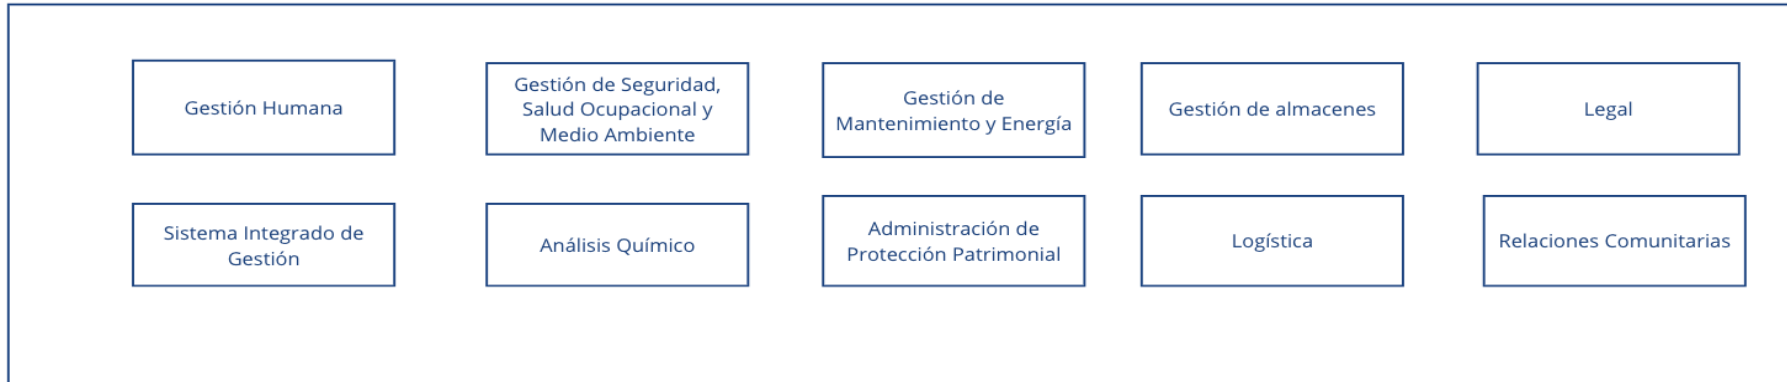 Gestión Humana
Gestión de Seguridad,
Salud Ocupacional y
Medio Ambiente
Gestión de
Mantenimiento y Energía
Gestión de almacenes
Legal
Sistema Integrado de
Gestión
Análisis Químico
Administración de
Protección Patrimonial
Logística
Relaciones Comunitarias